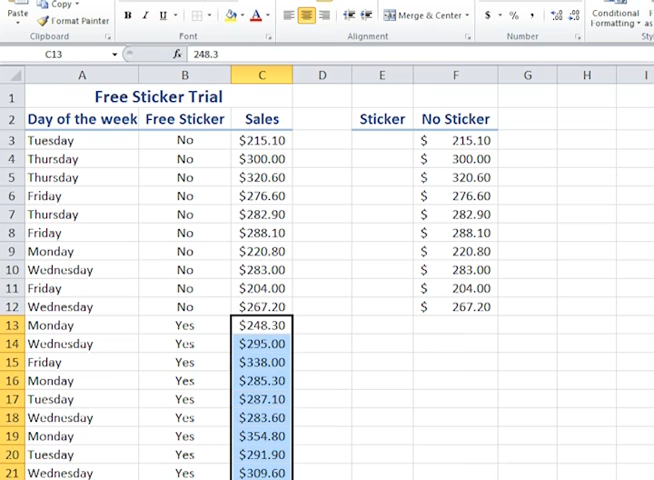 Copy
Paste
Format Painter
B I U
A
Merge & Center
$ % ,
Conditional
Formatting
Clipboard Font Alignment Number
C13 fx 248.3
A B C D E F G H I
1 Free Sticker Trial
2 Day of the week Free Sticker Sales Sticker No Sticker
3 Tuesday No $215.10 $ 215.10
4 Thursday No $300.00 $ 300.00
5 Thursday No $320.60 $ 320.60
6 Friday No $276.60 $ 276.60
7 Thursday No $282.90 $ 282.90
8 Friday No $288.10 $ 288.10
9 Monday No $220.80 $ 220.80
10 Wednesday No $283.00 $ 283.00
11 Friday No $204.00 $ 204.00
12 Wednesday No $267.20 $ 267.20
13 Monday Yes $248.30
14 Wednesday Yes $295.00
15 Friday Yes $338.00
16 Monday Yes $285.30
17 Tuesday Yes $287.10
18 Wednesday Yes $283.60
19 Monday Yes $354.80
20 Tuesday Yes $291.90
21 Wednesday Yes $309.60